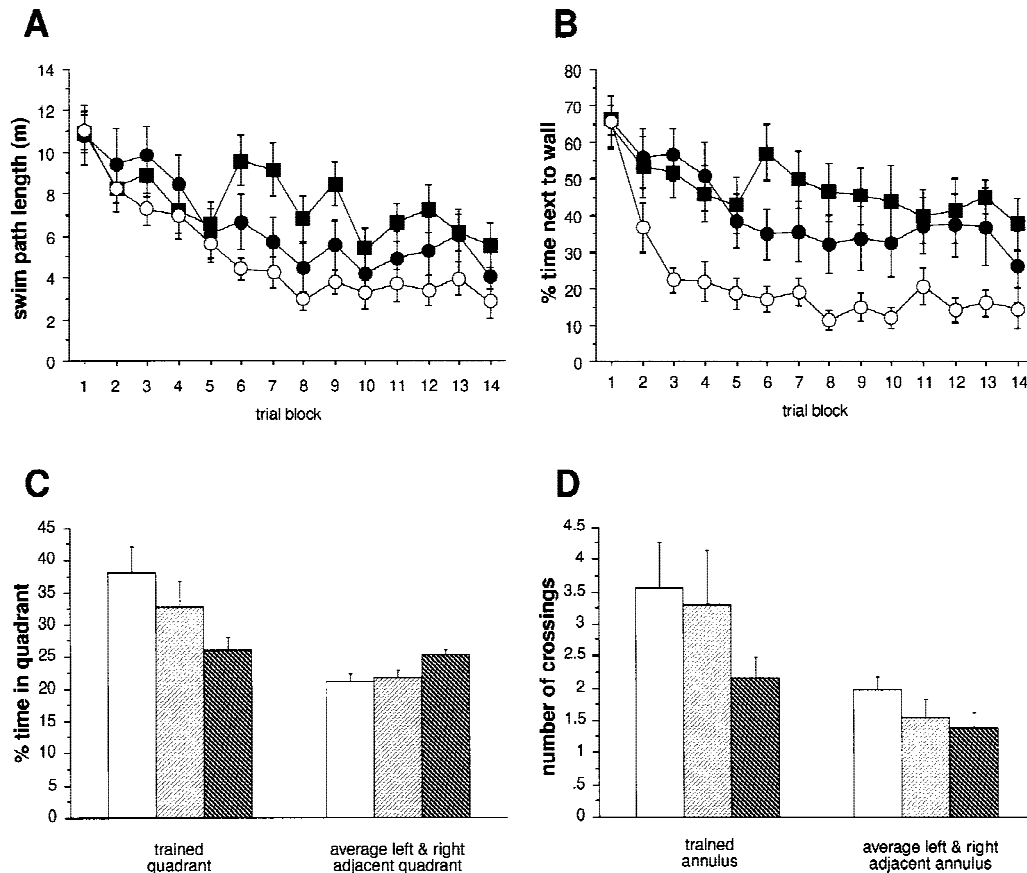 A
swim path length (m)
14
12
10
8
6
4
2
0
1 2 3 4 5 6 7 8 9 10 11 12 13 14
trial block
B
% time next to wall
80
70
60
50
40
30
20
10
0
1 2 3 4 5 6 7 8 9 10 11 12 13 14
trial block
C
% time in quadrant
45
40
35
30
25
20
15
10
5
0
trained
quadrant
average left & right
adjacent quadrant
D
number of crossings
4.5
4
3.5
3
2.5
2
1.5
1
.5
0
trained
annulus
average left & right
adjacent annulus